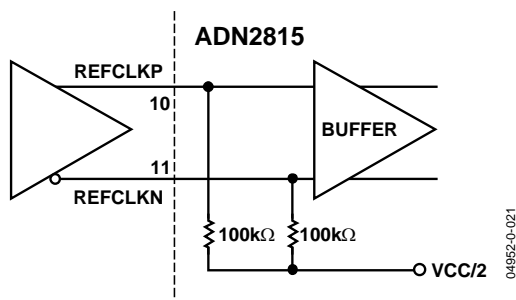 ADN2815
REFCLKP
10
BUFFER
11
REFCLKN
100kΩ
100kΩ
VCC/2
04952-0-021